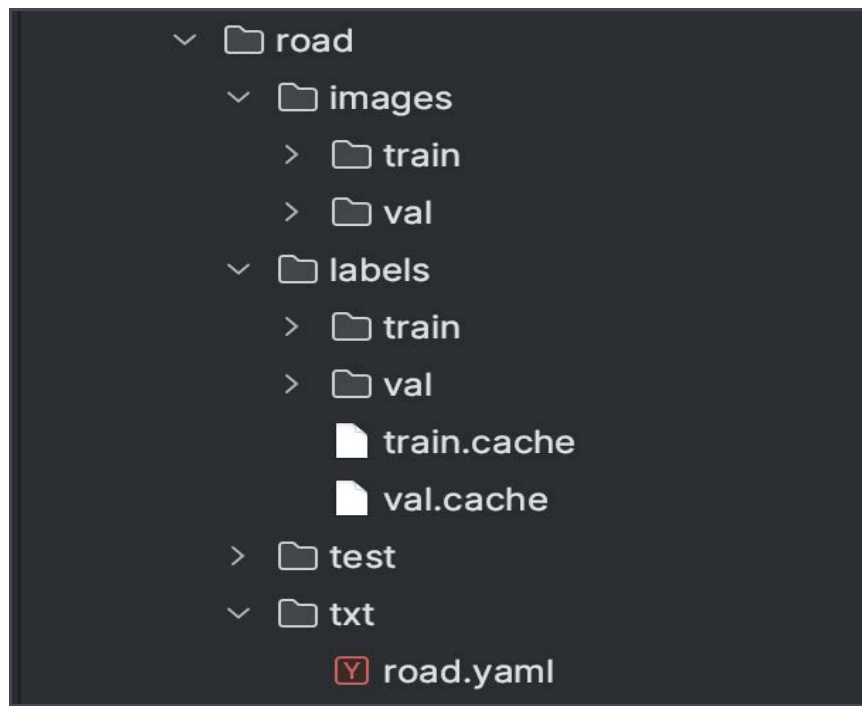 road
images
train
val
labels
train
val
train.cache
val.cache
test
txt
Y road.yaml